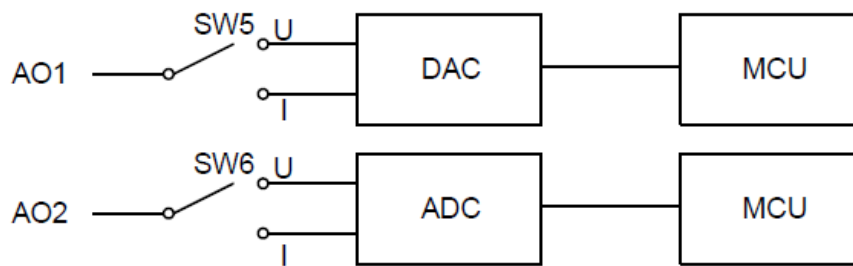 SW5 U
AO1 DAC MCU
I
SW6 U
AO2 ADC MCU
I